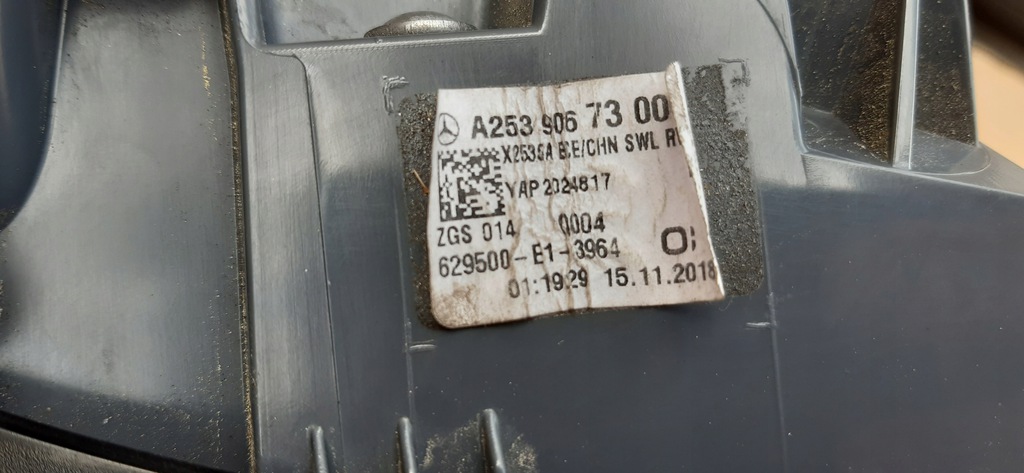 A253 906 73 00
ECE/CHN SWL
YAP 2024817
ZGS 014 0004
629500-E1-3964
01:19:29 15.11.2018